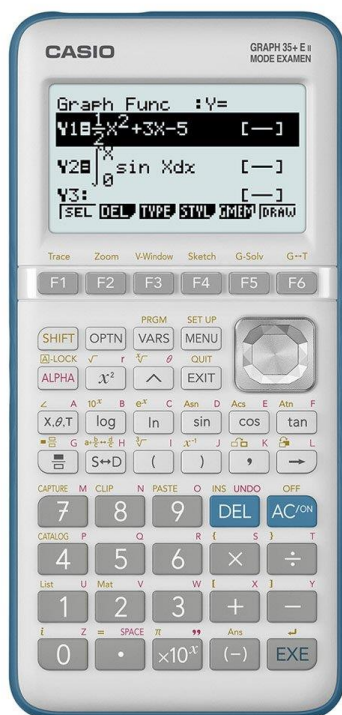 CASIO
GRAPH 35+ E II
MODE EXAMEN
Graph Func :Y=
Y1=1/2X²+3X-5 [—]
Y2=∫0^X sin Xdx [—]
Y3: [—]
SEL DEL TYPE STYL GMEM DRAW
Trace Zoom V-Window Sketch G-Solv G↔T
F1 F2 F3 F4 F5 F6
PRGM SET UP
SHIFT OPTN VARS MENU
A-LOCK √ r ∛ θ QUIT
ALPHA x² ^ EXIT
∠ A 10ˣ B eˣ C Asn D Acs E Atn F
X,θ,T log ln sin cos tan
G H ∛ I x⁻¹ J K L
S↔D ( ) , →
CAPTURE M CLIP N PASTE O INS UNDO OFF
7 8 9 DEL AC/ON
CATALOG P Q R { S } T
4 5 6 × ÷
List U Mat V W [ X ] Y
1 2 3 + −
i Z = SPACE π " Ans ↵
0 • ×10ˣ (−) EXE